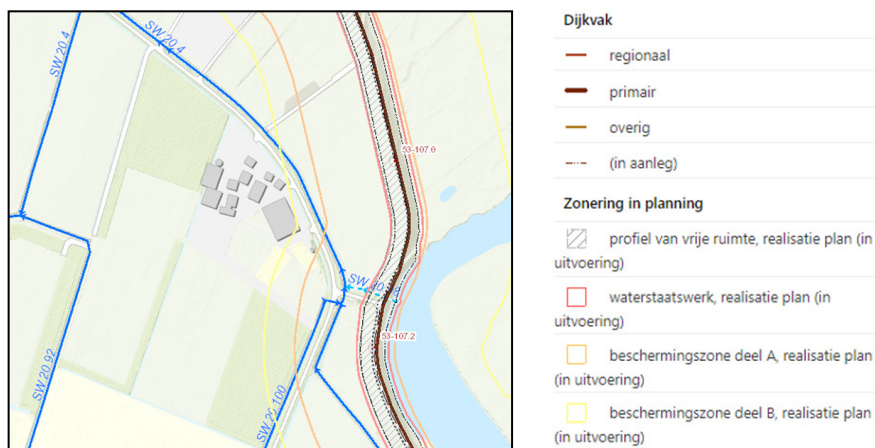 SW 20.4
SW 20.4
53-107.0
53-107.2
SW 20.92
SW 20.100
Dijkvak
regionaal
primair
overig
(in aanleg)
Zonering in planning
profiel van vrije ruimte, realisatie plan (in
uitvoering)
waterstaatswerk, realisatie plan (in
uitvoering)
beschermingszone deel A, realisatie plan
(in uitvoering)
beschermingszone deel B, realisatie plan
(in uitvoering)